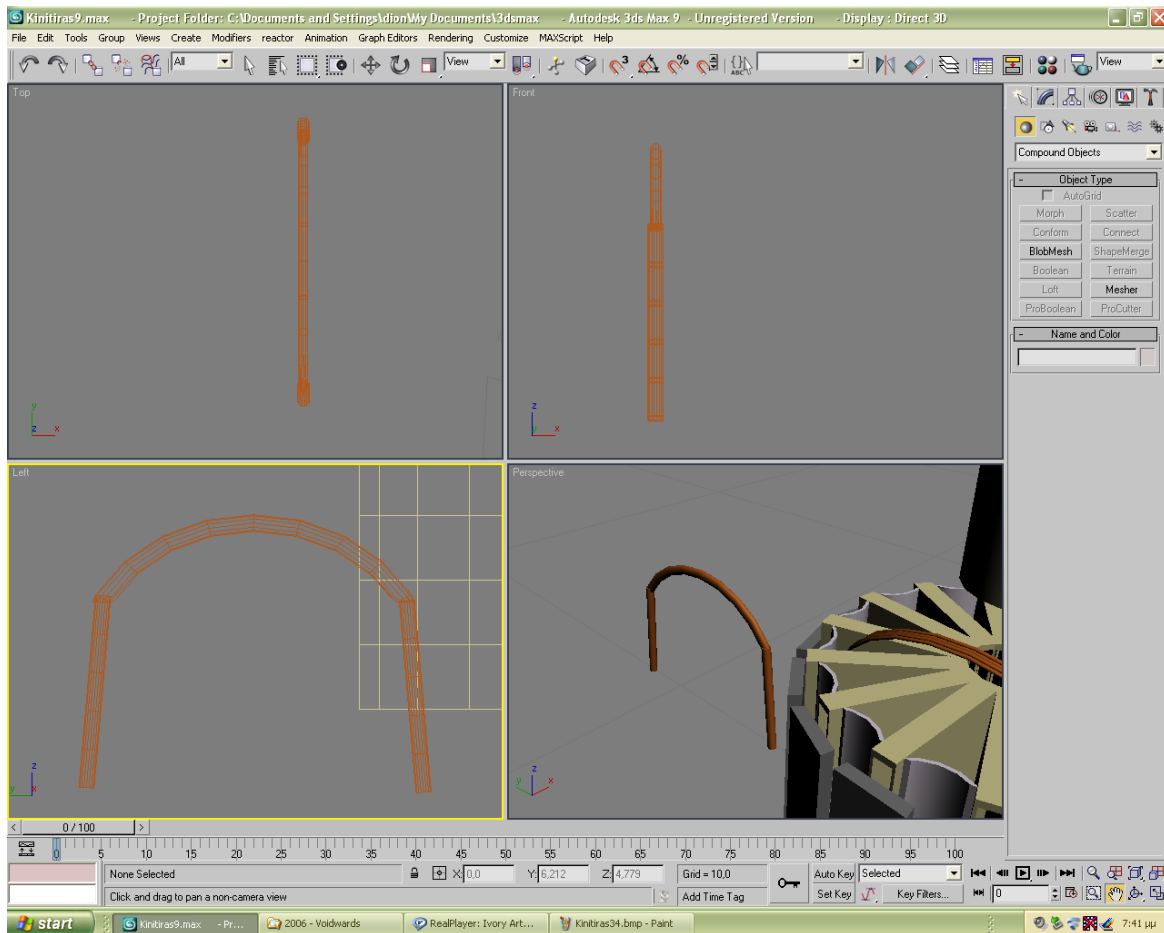 Kinitiras9.max - Project Folder: C:\Documents and Settings\dion\My Documents\3dsmax - Autodesk 3ds Max 9 - Unregistered Version - Display : Direct 3D
File Edit Tools Group Views Create Modifiers reactor Animation Graph Editors Rendering Customize MAXScript Help
All View 3 % ABC View
Top Front
Compound Objects
- Object Type
AutoGrid
Morph Scatter
Conform Connect
BlobMesh ShapeMerge
Boolean Terrain
Loft Mesher
ProBoolean ProCutter
- Name and Color
y z
z x y x
Left Perspective
z z
y x y x
< 0 / 100 >
0 5 10 15 20 25 30 35 40 45 50 55 60 65 70 75 80 85 90 95 100
None Selected X: 0,0 Y: 6,212 Z: 4,779 Grid = 10,0 Auto Key Selected
Click and drag to pan a non-camera view Add Time Tag Set Key Key Filters... 0
start Kinitiras9.max - Pr... 2006 - Voidwards RealPlayer: Ivory Art... Kinitiras34.bmp - Paint 7:41 μμ